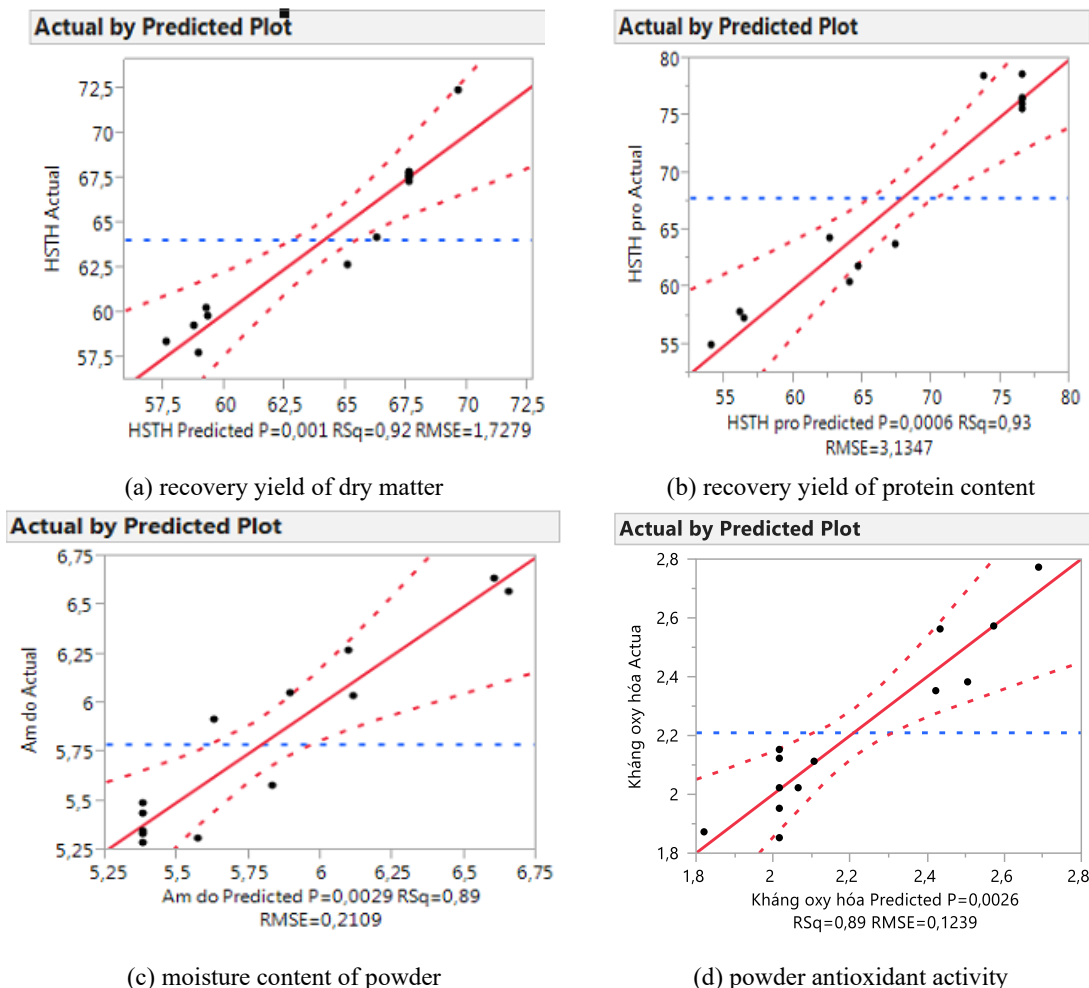 Actual by Predicted Plot
HSTH Actual
72,5
70
67,5
65
62,5
60
57,5
57,5 60 62,5 65 67,5 70 72,5
HSTH Predicted P=0,001 RSq=0,92 RMSE=1,7279
(a) recovery yield of dry matter
Actual by Predicted Plot
HSTH pro Actual
80
75
70
65
60
55
55 60 65 70 75 80
HSTH pro Predicted P=0,0006 RSq=0,93
RMSE=3,1347
(b) recovery yield of protein content
Actual by Predicted Plot
Am do Actual
6,75
6,5
6,25
6
5,75
5,5
5,25
5,25 5,5 5,75 6 6,25 6,5 6,75
Am do Predicted P=0,0029 RSq=0,89
RMSE=0,2109
(c) moisture content of powder
Actual by Predicted Plot
Kháng oxy hóa Actua
2,8
2,6
2,4
2,2
2
1,8
1,8 2 2,2 2,4 2,6 2,8
Kháng oxy hóa Predicted P=0,0026
RSq=0,89 RMSE=0,1239
(d) powder antioxidant activity